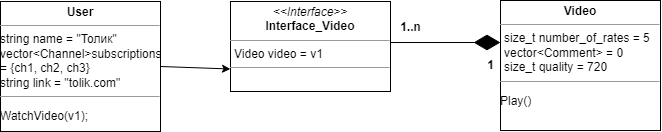 User
string name = "Толик"
vector<Channel>subscriptions
= {ch1, ch2, ch3}
string link = "tolik.com"
WatchVideo(v1);
<<Interface>>
Interface_Video
Video video = v1
1..n
1
Video
size_t number_of_rates = 5
vector<Comment> = 0
size_t quality = 720
Play()